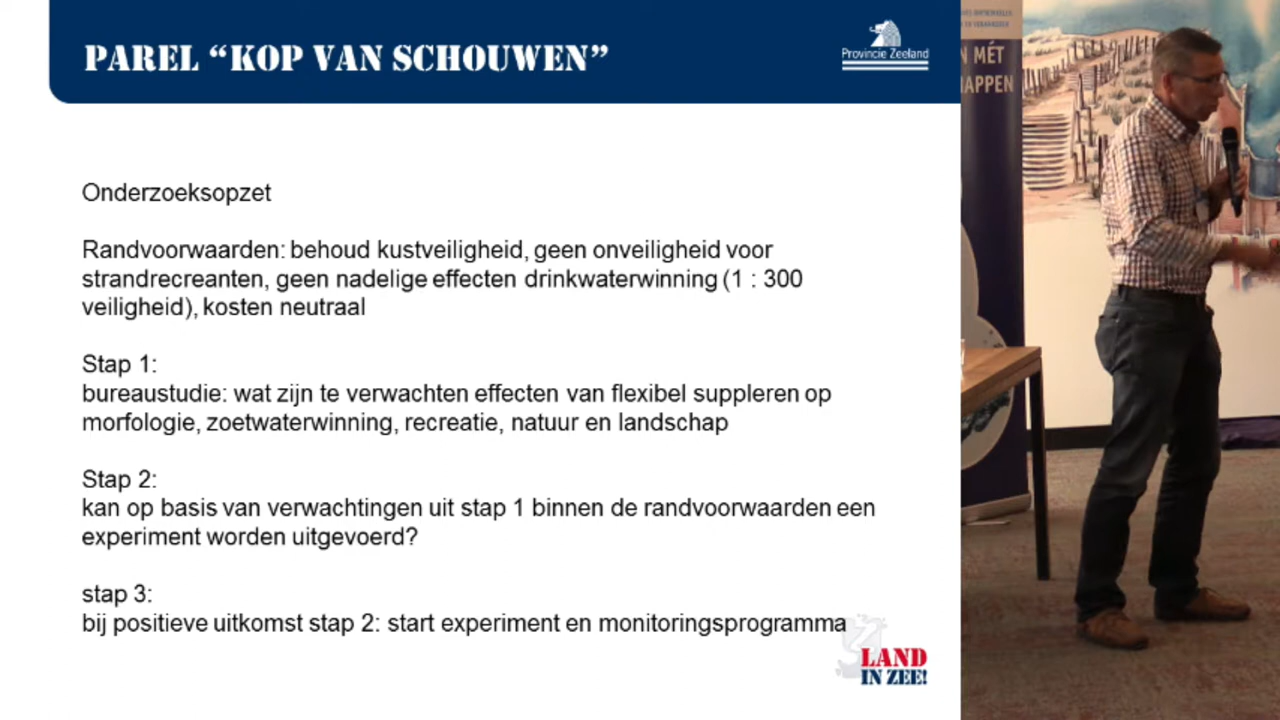 PAREL “KOP VAN SCHOUWEN”
Provincie Zeeland
Onderzoeksopzet
Randvoorwaarden: behoud kustveiligheid, geen onveiligheid voor
strandrecreanten, geen nadelige effecten drinkwaterwinning (1 : 300
veiligheid), kosten neutraal
Stap 1:
bureaustudie: wat zijn te verwachten effecten van flexibel suppleren op
morfologie, zoetwaterwinning, recreatie, natuur en landschap
Stap 2:
kan op basis van verwachtingen uit stap 1 binnen de randvoorwaarden een
experiment worden uitgevoerd?
stap 3:
bij positieve uitkomst stap 2: start experiment en monitoringsprogramma
LAND
IN ZEE!
N MÉT
APPEN